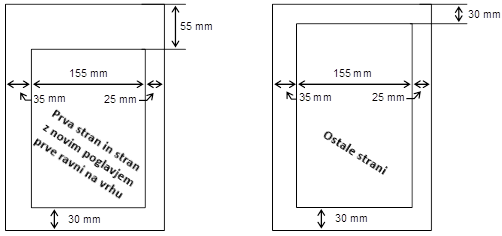 55 mm
155 mm
35 mm
25 mm
Prva stran in stran
z novim poglavjem
prve ravni na vrhu
30 mm
30 mm
155 mm
35 mm
25 mm
Ostale strani
30 mm